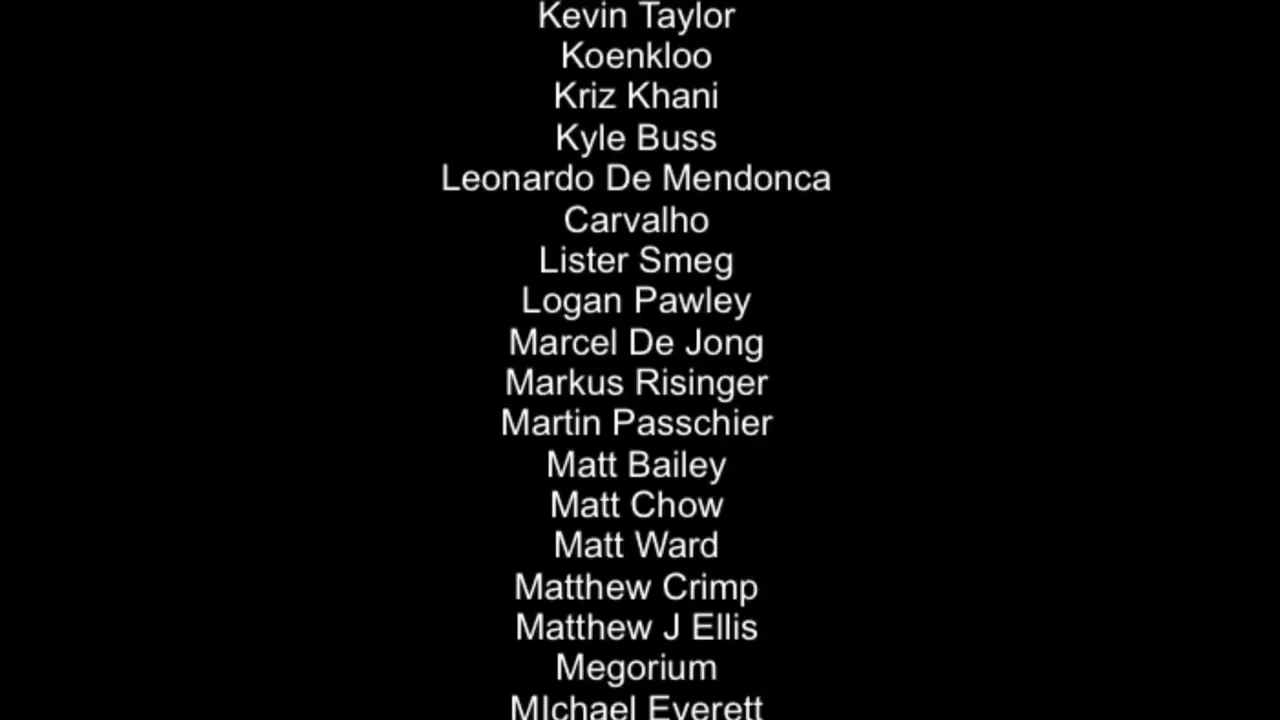 Kevin Taylor
Koenkloo
Kriz Khani
Kyle Buss
Leonardo De Mendonca
Carvalho
Lister Smeg
Logan Pawley
Marcel De Jong
Markus Risinger
Martin Passchier
Matt Bailey
Matt Chow
Matt Ward
Matthew Crimp
Matthew J Ellis
Megorium
MIchael Everett